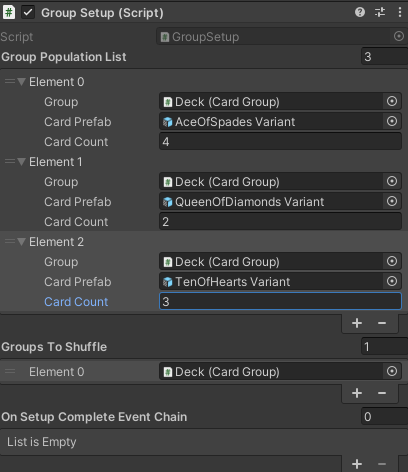 Group Setup (Script)
Script GroupSetup
Group Population List 3
Element 0
Group Deck (Card Group)
Card Prefab AceOfSpades Variant
Card Count 4
Element 1
Group Deck (Card Group)
Card Prefab QueenOfDiamonds Variant
Card Count 2
Element 2
Group Deck (Card Group)
Card Prefab TenOfHearts Variant
Card Count 3
+ −
Groups To Shuffle 1
Element 0 Deck (Card Group)
+ −
On Setup Complete Event Chain 0
List is Empty
+ −